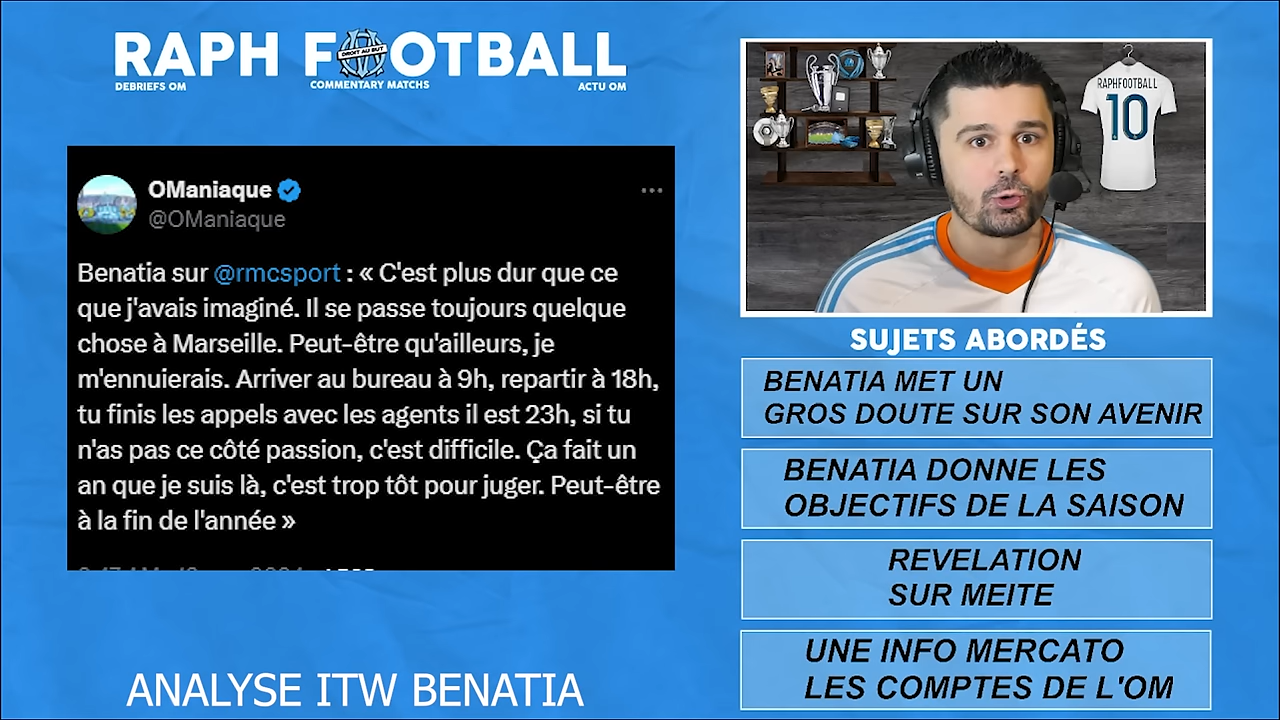 RAPH FOOTBALL
DROIT AU BUT
DEBRIEFS OM
COMMENTARY MATCHS
ACTU OM
OManiaque
@OManiaque
Benatia sur @rmcsport : « C'est plus dur que ce
que j'avais imaginé. Il se passe toujours quelque
chose à Marseille. Peut-être qu'ailleurs, je
m'ennuierais. Arriver au bureau à 9h, repartir à 18h,
tu finis les appels avec les agents il est 23h, si tu
n'as pas ce côté passion, c'est difficile. Ça fait un
an que je suis là, c'est trop tôt pour juger. Peut-être
à la fin de l'année »
ANALYSE ITW BENATIA
RAPHFOOTBALL
10
SUJETS ABORDÉS
BENATIA MET UN
GROS DOUTE SUR SON AVENIR
BENATIA DONNE LES
OBJECTIFS DE LA SAISON
REVELATION
SUR MEITE
UNE INFO MERCATO
LES COMPTES DE L'OM